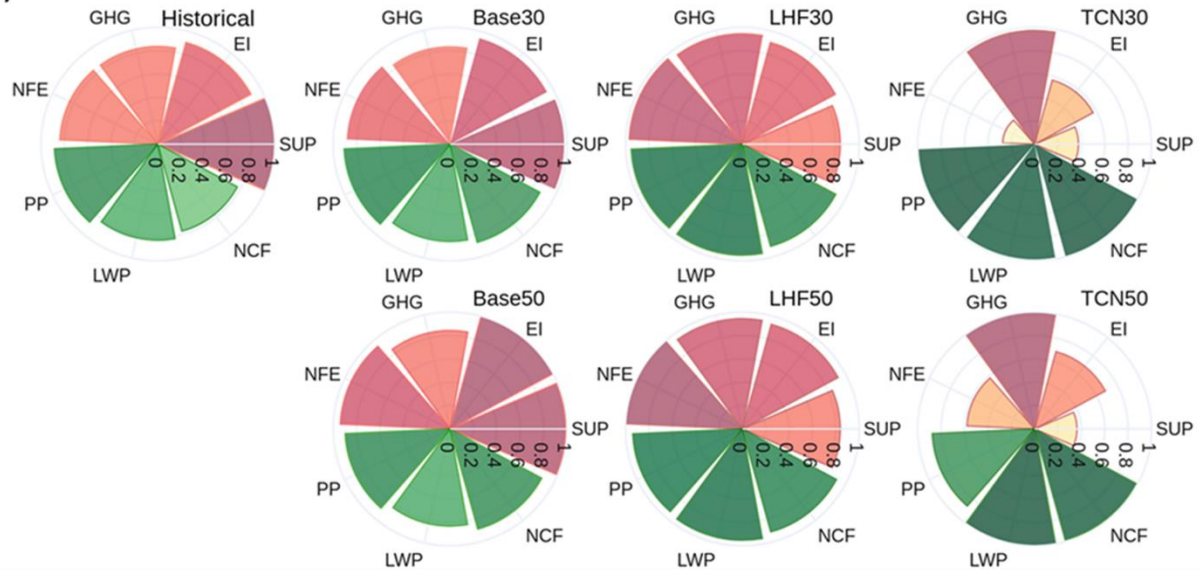 GHG Historical
EI
NFE
SUP
0 0.2 0.4 0.6 0.8 1
PP
NCF
LWP
GHG Base30
EI
NFE
SUP
0 0.2 0.4 0.6 0.8 1
PP
NCF
LWP
GHG LHF30
EI
NFE
SUP
0 0.2 0.4 0.6 0.8 1
PP
NCF
LWP
GHG TCN30
EI
NFE
SUP
0 0.2 0.4 0.6 0.8 1
PP
NCF
LWP
GHG Base50
EI
NFE
SUP
0 0.2 0.4 0.6 0.8 1
PP
NCF
LWP
GHG LHF50
EI
NFE
SUP
0 0.2 0.4 0.6 0.8 1
PP
NCF
LWP
GHG TCN50
EI
NFE
SUP
0 0.2 0.4 0.6 0.8 1
PP
NCF
LWP